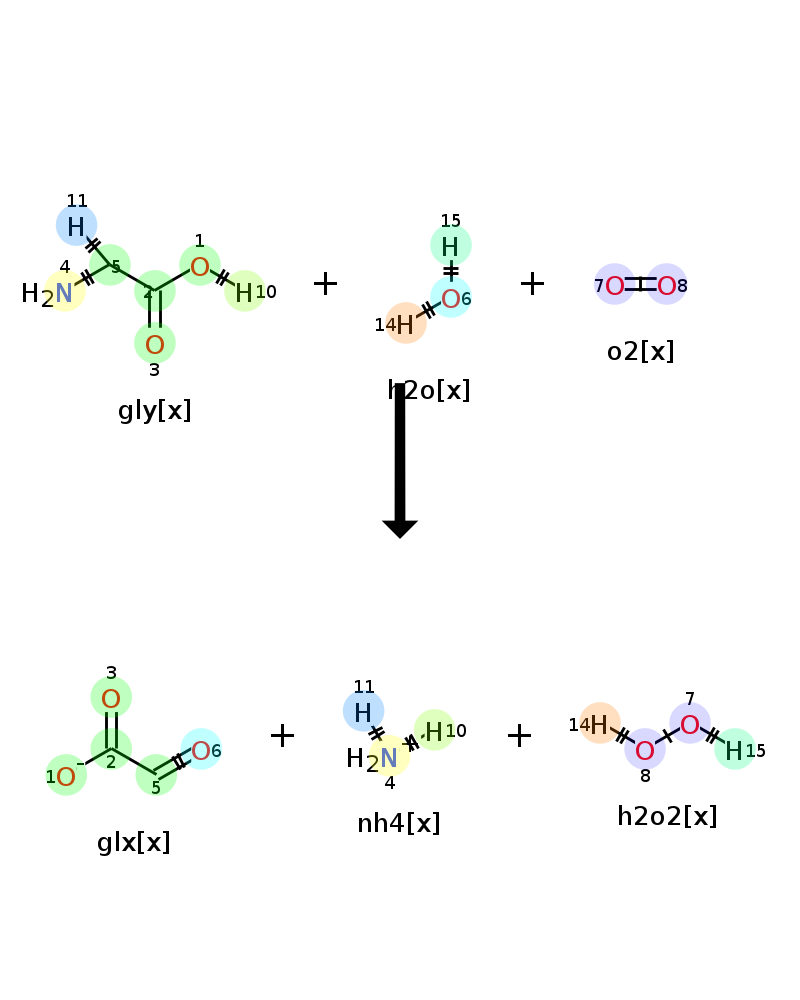 11
H
1
4
5
O
+
15
H
+
H2N
2
H10
O6
7O
O8
14H
O
3
o2[x]
gly[x]
h2o[x]
3
O
11
7
H
14H
O
H10
+
+
2
O6
H2N
O
H15
1O-
5
4
8
nh4[x]
h2o2[x]
glx[x]